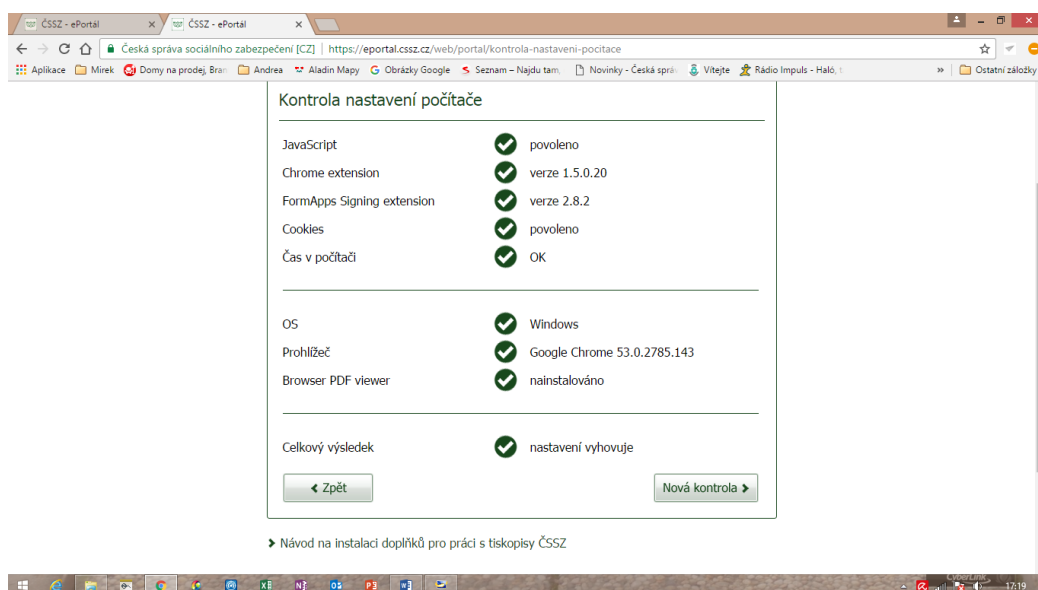 ČSSZ - ePortál
ČSSZ - ePortál
Česká správa sociálního zabezpečení [CZ] | https://eportal.cssz.cz/web/portal/kontrola-nastaveni-pocitace
Aplikace Mirek Domy na prodej, Bran Andrea Aladin Mapy Obrázky Google Seznam – Najdu tam, Novinky - Česká sprá Vítejte Rádio Impuls - Haló, t » Ostatní záložky
Kontrola nastavení počítače
JavaScript povoleno
Chrome extension verze 1.5.0.20
FormApps Signing extension verze 2.8.2
Cookies povoleno
Čas v počítači OK
OS Windows
Prohlížeč Google Chrome 53.0.2785.143
Browser PDF viewer nainstalováno
Celkový výsledek nastavení vyhovuje
Zpět Nová kontrola
Návod na instalaci doplňků pro práci s tiskopisy ČSSZ
CyberLink
17:19